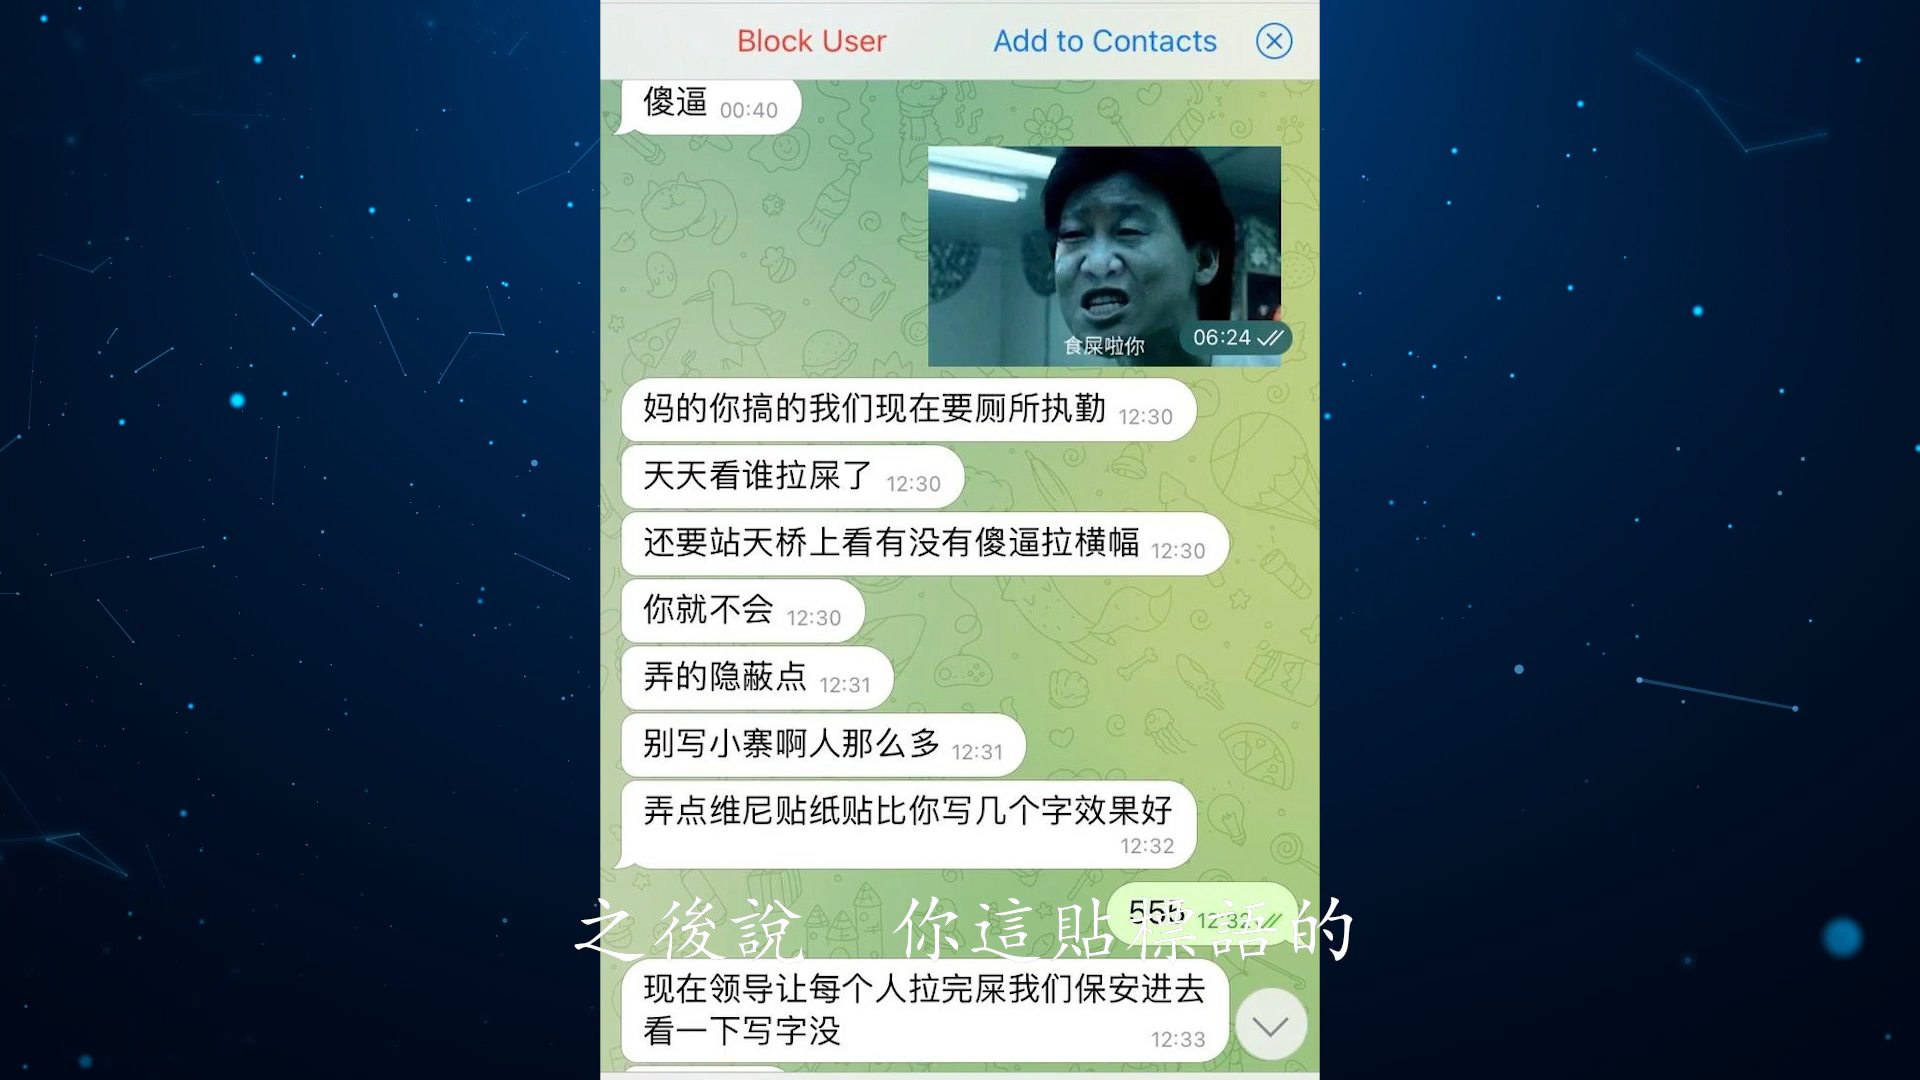 Block User Add to Contacts
傻逼 00:40
食屎啦你
06:24
妈的你搞的我们现在要厕所执勤 12:30
天天看谁拉屎了 12:30
还要站天桥上看有没有傻逼拉横幅 12:30
你就不会 12:30
弄的隐蔽点 12:31
别写小寨啊人那么多 12:31
弄点维尼贴纸贴比你写几个字效果好
12:32
555 12:32
之後說 你這貼標語的
现在领导让每个人拉完屎我们保安进去
看一下写字没 12:33